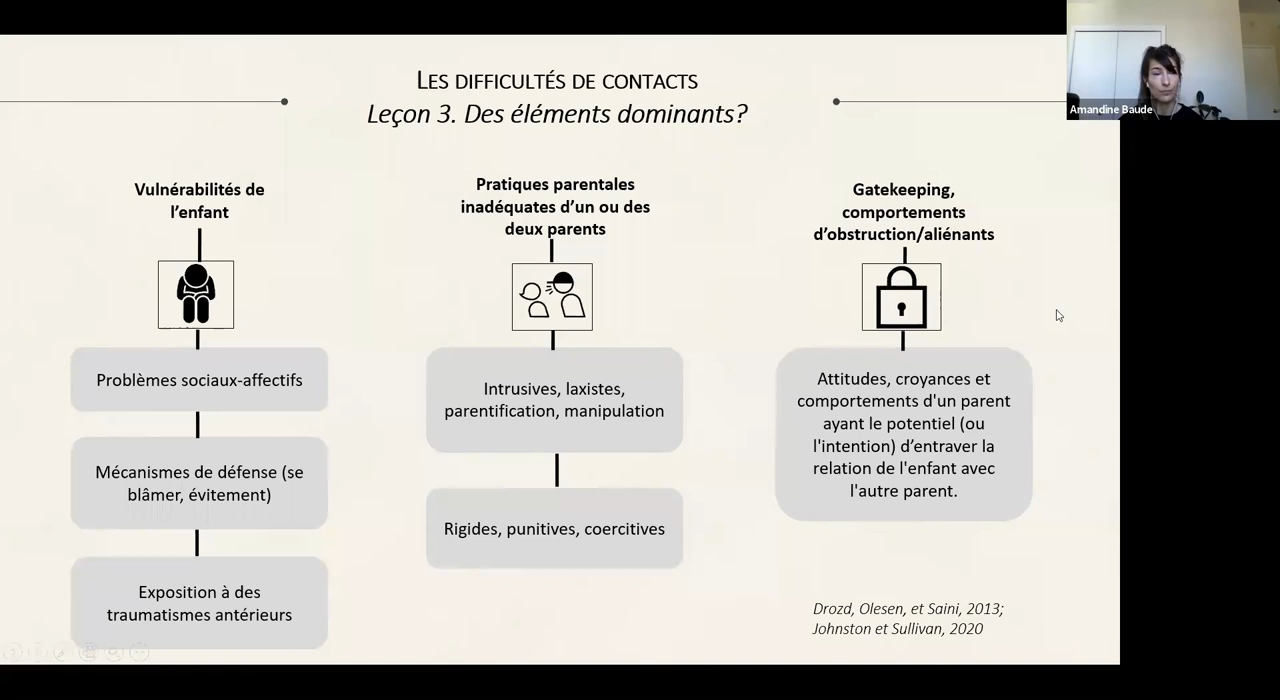 LES DIFFICULTÉS DE CONTACTS
Leçon 3. Des éléments dominants?
Amandine Baude
Vulnérabilités de
l'enfant
Problèmes sociaux-affectifs
Mécanismes de défense (se
blâmer, évitement)
Exposition à des
traumatismes antérieurs
Pratiques parentales
inadéquates d'un ou des
deux parents
Intrusives, laxistes,
parentification, manipulation
Rigides, punitives, coercitives
Gatekeeping,
comportements
d'obstruction/aliénants
Attitudes, croyances et
comportements d'un parent
ayant le potentiel (ou
l'intention) d'entraver la
relation de l'enfant avec
l'autre parent.
Drozd, Olesen, et Saini, 2013;
Johnston et Sullivan, 2020